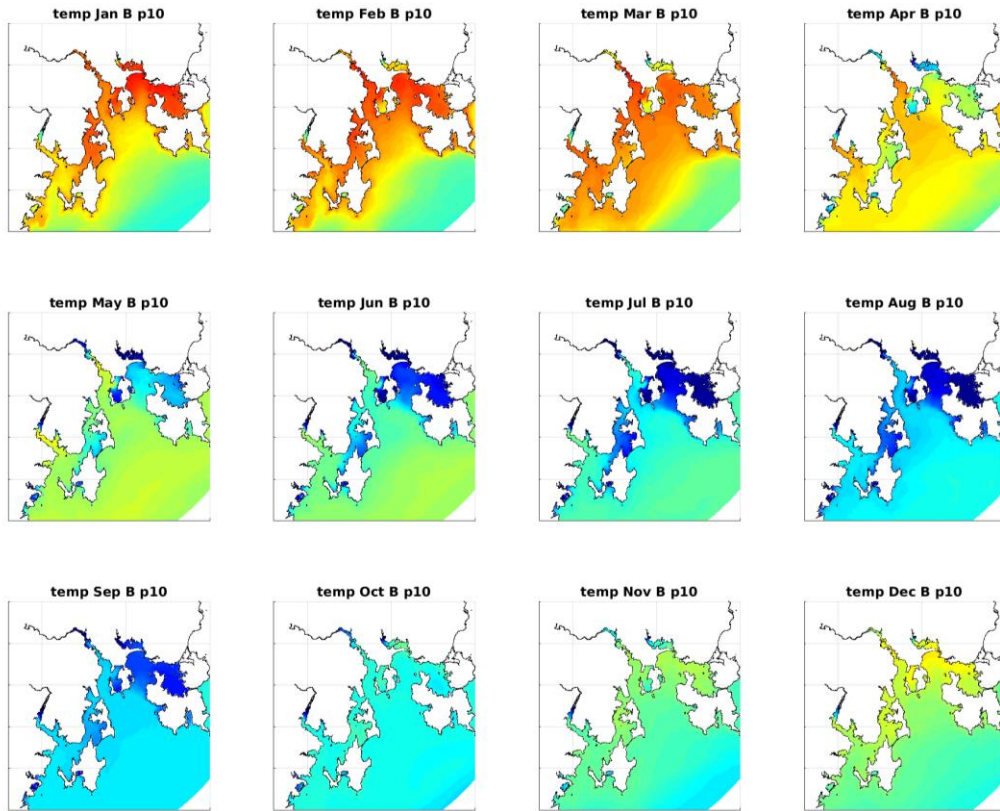 temp Jan B p10
temp Feb B p10
temp Mar B p10
temp Apr B p10
temp May B p10
temp Jun B p10
temp Jul B p10
temp Aug B p10
temp Sep B p10
temp Oct B p10
temp Nov B p10
temp Dec B p10